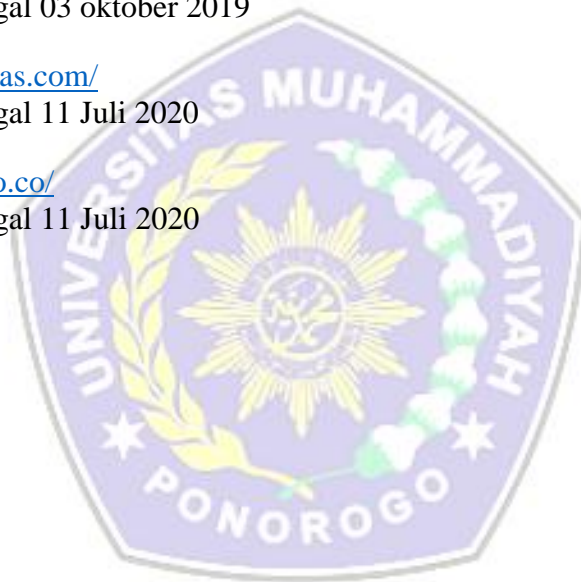 gal 03 oktober 2019
as.com/
gal 11 Juli 2020
o.co/
gal 11 Juli 2020
UNIVERSITAS MUHAMMADIYAH
PONOROGO